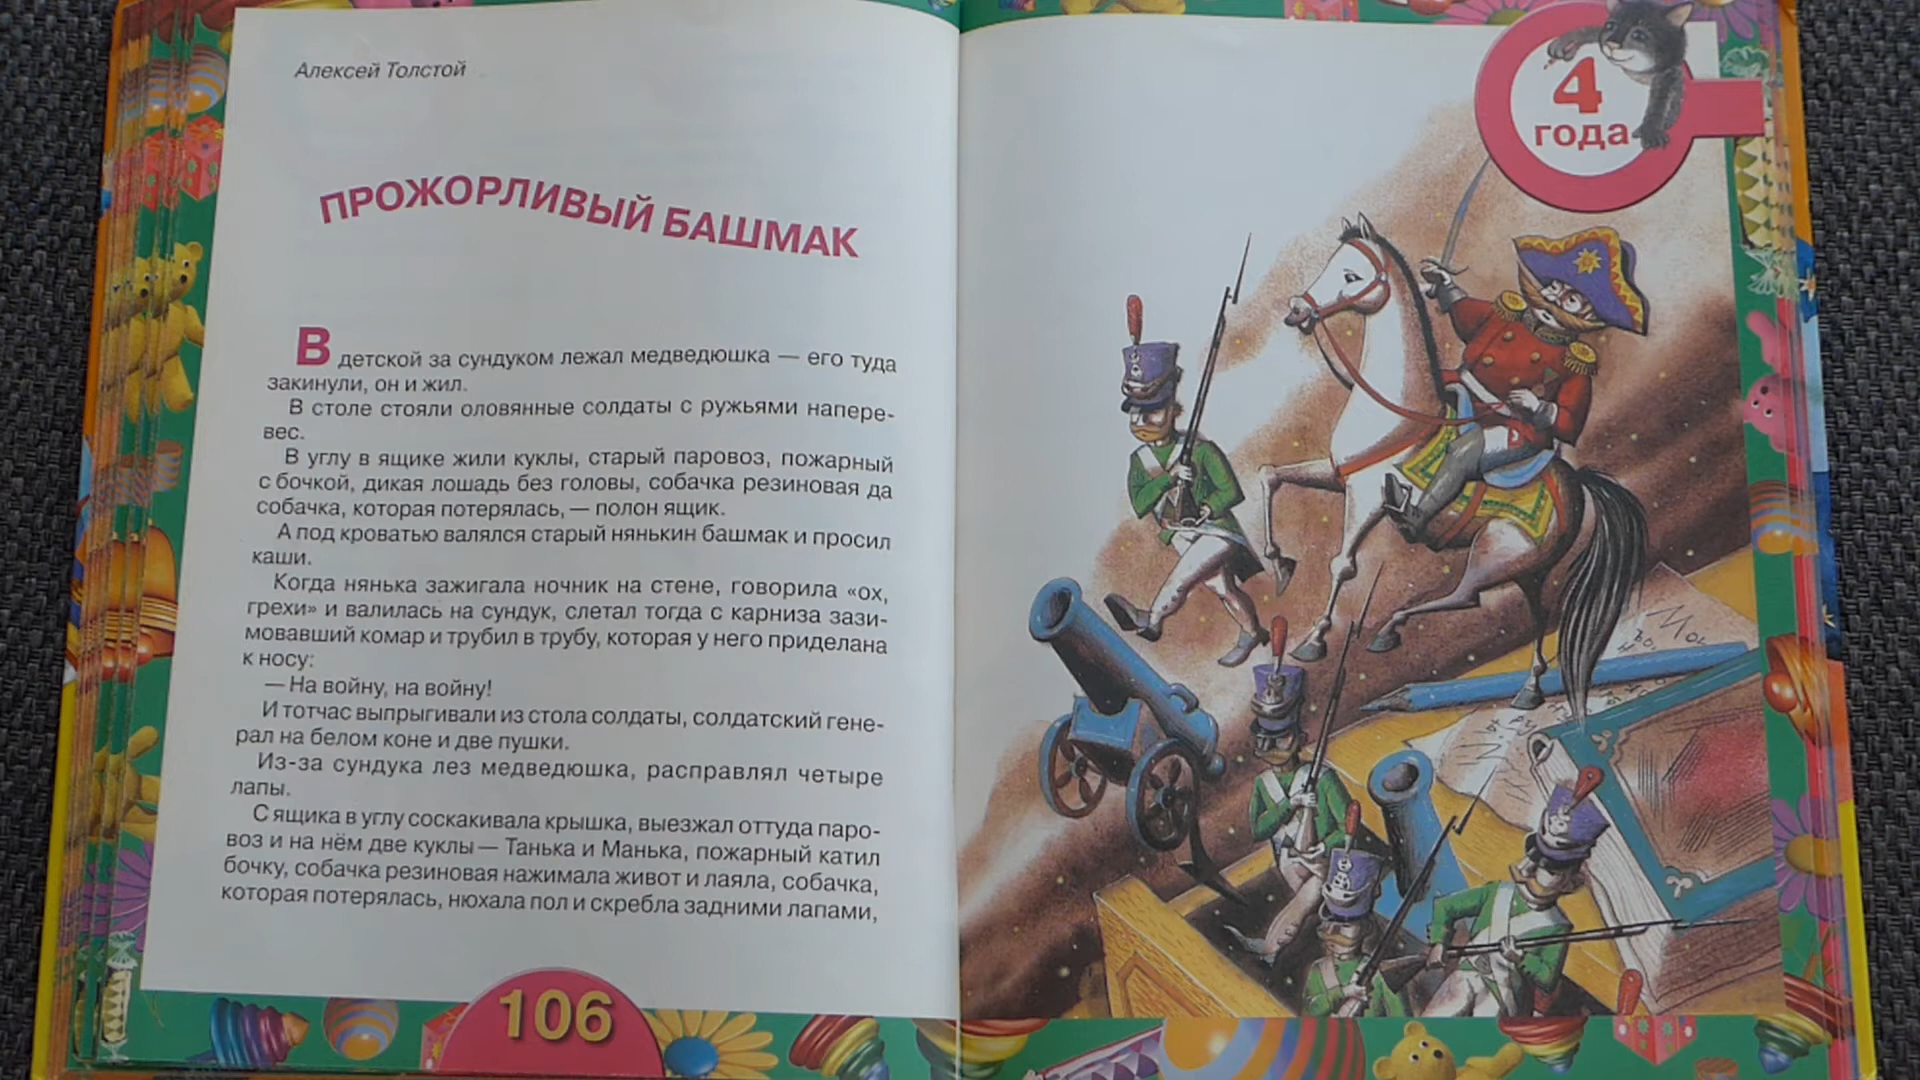 Алексей Толстой
ПРОЖОРЛИВЫЙ БАШМАК
В детской за сундуком лежал медведюшка — его туда
закинули, он и жил.
В столе стояли оловянные солдаты с ружьями напере-
вес.
В углу в ящике жили куклы, старый паровоз, пожарный
с бочкой, дикая лошадь без головы, собачка резиновая да
собачка, которая потерялась, — полон ящик.
А под кроватью валялся старый нянькин башмак и просил
каши.
Когда нянька зажигала ночник на стене, говорила «ох,
грехи» и валилась на сундук, слетал тогда с карниза зази-
мовавший комар и трубил в трубу, которая у него приделана
к носу:
— На войну, на войну!
И тотчас выпрыгивали из стола солдаты, солдатский гене-
рал на белом коне и две пушки.
Из-за сундука лез медведюшка, расправлял четыре
лапы.
С ящика в углу соскакивала крышка, выезжал оттуда паро-
воз и на нём две куклы — Танька и Манька, пожарный катил
бочку, собачка резиновая нажимала живот и лаяла, собачка,
которая потерялась, нюхала пол и скребла задними лапами,
106
4
года